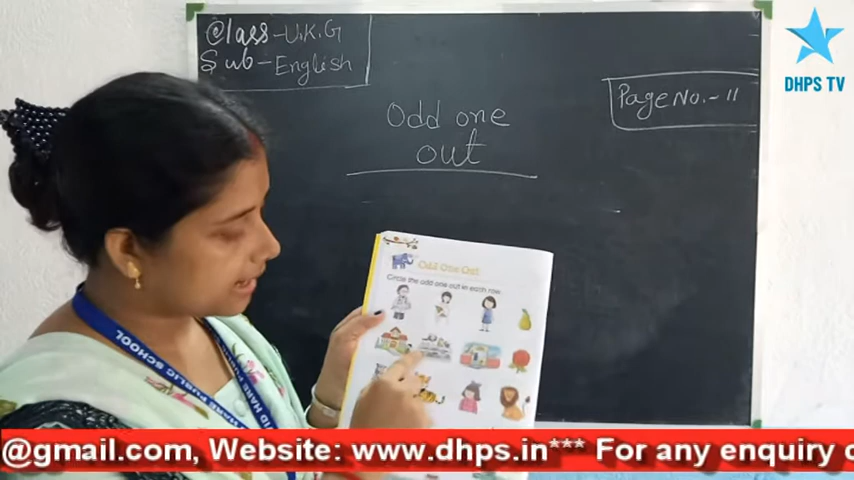 Class - U.K.G
Sub - English
Odd one
out
Page No. - 11
DHPS TV
Odd One Out
Circle the odd one out in each row.
HARE PUBLIC SCHOOL
@gmail.com, Website: www.dhps.in*** For any enquiry